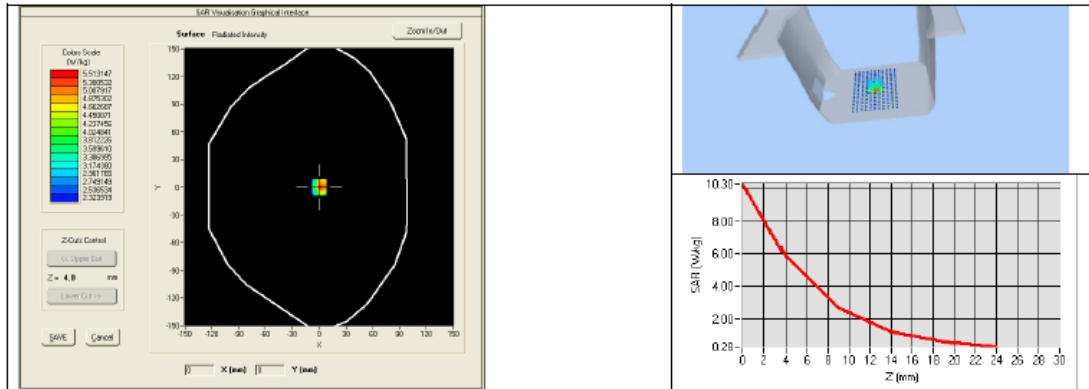 SAR Visualisation Graphical Interface
Surface Radiated Intensity
Zoom In/Out
Colors Scale
(W/kg)
5.513147
5.300532
5.087917
4.875302
4.662687
4.450071
4.237456
4.024841
3.812226
3.599610
3.386995
3.174380
2.961765
2.749149
2.536534
2.323919
Z-Cuts Control
<< Upper Cut
Z = 4.0 mm
Lower Cut >>
SAVE Cancel
150
120
90
60
30
0
-30
-60
-90
-120
-150
Y
-150 -120 -90 -60 -30 0 30 60 90 120 150
X
0 X (mm) 0 Y (mm)
10.30
8.00
6.00
4.00
2.00
0.28
SAR (W/kg)
0 2 4 6 8 10 12 14 16 18 20 22 24 26 28 30
Z (mm)